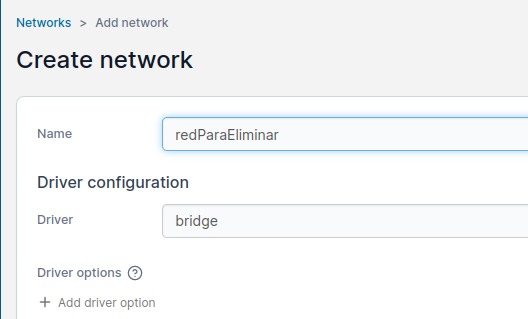 Networks > Add network
Create network
Name redParaEliminar
Driver configuration
Driver bridge
Driver options ?
+ Add driver option